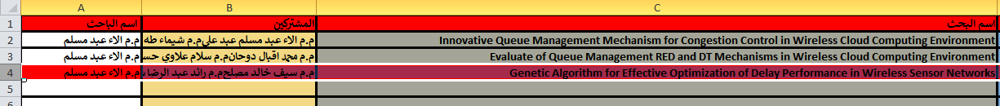 A B C
1 اسم الباحث المشتركين اسم البحث
2 م.م الاء عبد مسلم م.م الاء عبد مسلم عبد علي م.م شيماء طه Innovative Queue Management Mechanism for Congestion Control in Wireless Cloud Computing Environment
3 م.م الاء عبد مسلم م.م محمد اقبال دوحان م.م سلام علاوي حس Evaluate of Queue Management RED and DT Mechanisms in Wireless Cloud Computing Environment
4 م.م الاء عبد مسلم م.م سيف خالد مصلح م.م رائد عبد الرضا Genetic Algorithm for Effective Optimization of Delay Performance in Wireless Sensor Networks
5
6